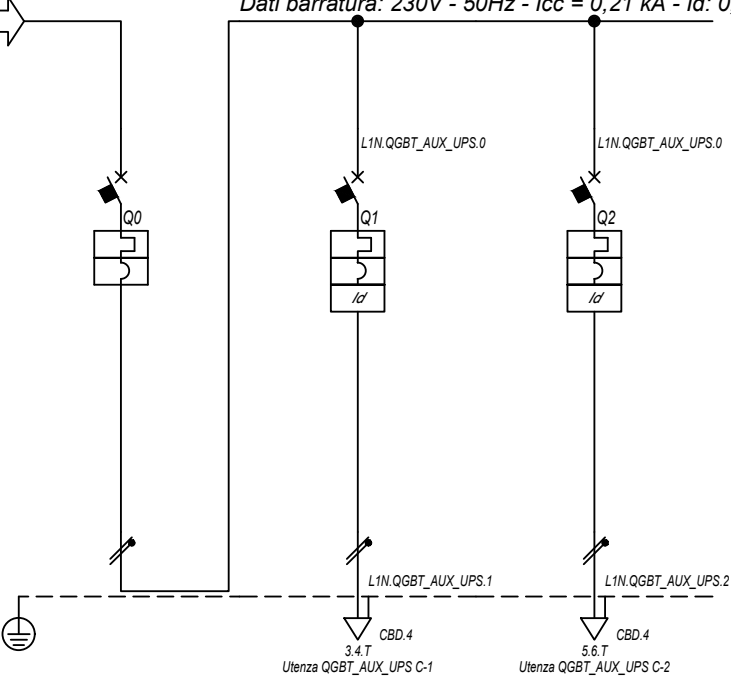 Dati barratura: 230V - 50Hz - Icc = 0,21 kA - Id: 0,
L1N.QGBT_AUX_UPS.0
L1N.QGBT_AUX_UPS.0
Q0
Q1
Q2
Id
Id
L1N.QGBT_AUX_UPS.1
L1N.QGBT_AUX_UPS.2
CBD.4
CBD.4
3.4.T
5.6.T
Utenza QGBT_AUX_UPS C-1
Utenza QGBT_AUX_UPS C-2